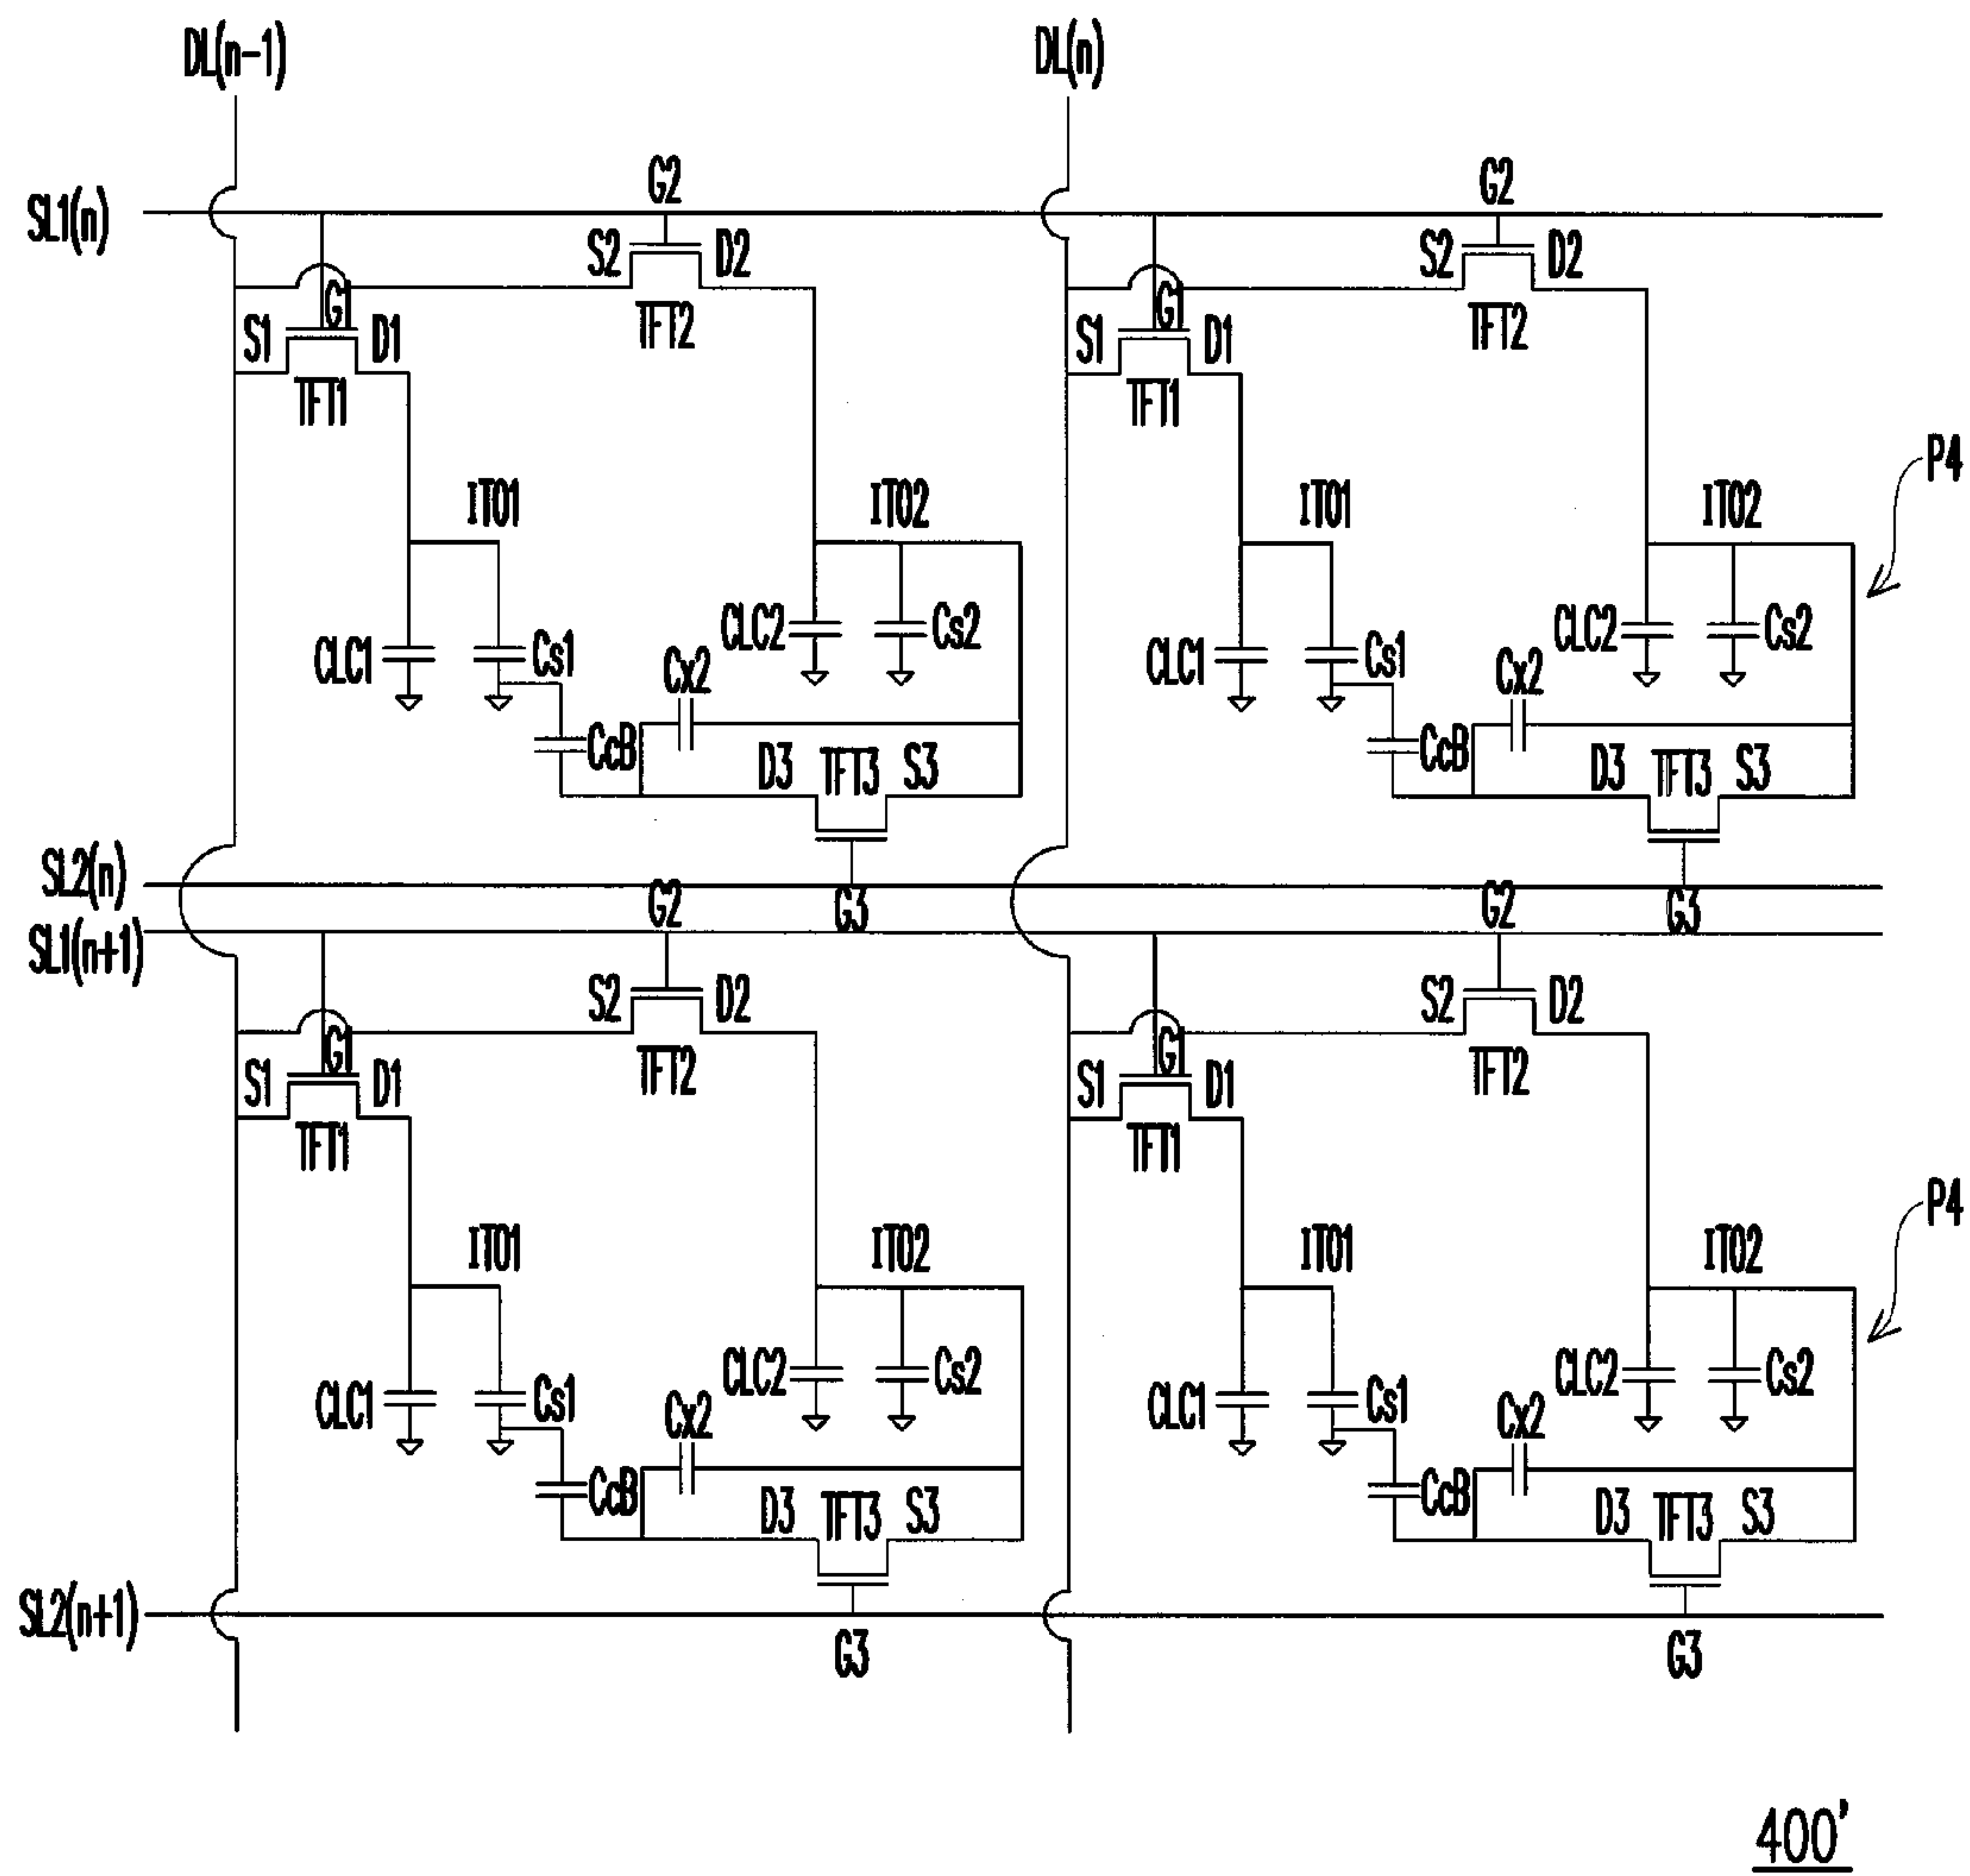 DL(n-1) DL(n)
G2 G2
SL1(n)
S2 D2 S2 D2
G1 G1
S1 D1 TFT2 S1 D1 TFT2
TFT1 TFT1
P4
ITO1 ITO2 ITO1 ITO2
CLC2 Cs2 CLC2 Cs2
CLC1 Cs1 CLC1 Cs1
Cx2 Cx2
CcB D3 TFT3 S3 CcB D3 TFT3 S3
SL2(n)
G2 G3 G2 G3
SL1(n+1)
S2 D2 S2 D2
G1 G1
S1 D1 TFT2 S1 D1 TFT2
TFT1 TFT1
P4
ITO1 ITO2 ITO1 ITO2
CLC2 Cs2 CLC2 Cs2
CLC1 Cs1 CLC1 Cs1
Cx2 Cx2
CcB D3 TFT3 S3 CcB D3 TFT3 S3
SL2(n+1)
G3 G3
400'